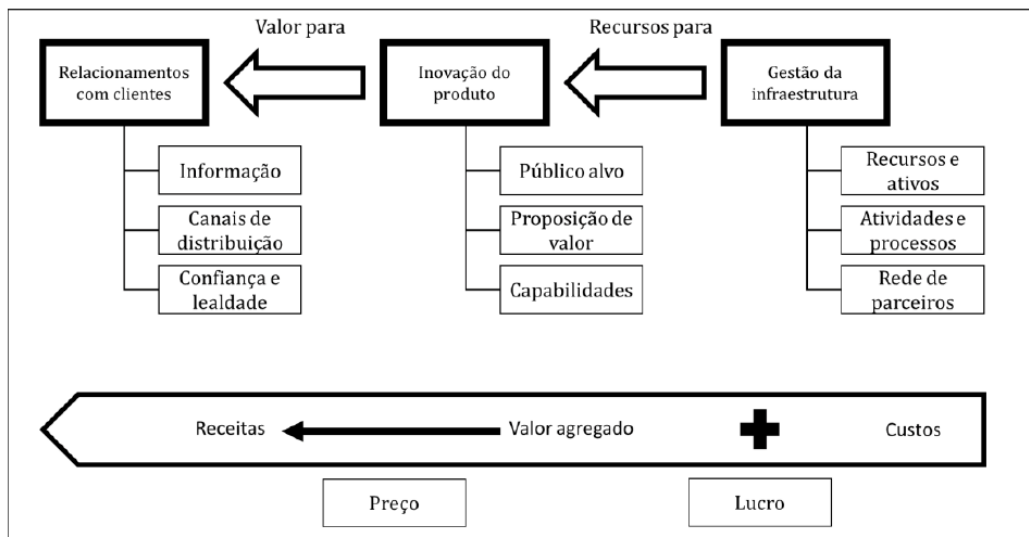 Valor para
Recursos para
Relacionamentos
com clientes
Inovação do
produto
Gestão da
infraestrutura
Informação
Canais de
distribuição
Confiança e
lealdade
Público alvo
Proposição de
valor
Capabilidades
Recursos e
ativos
Atividades e
processos
Rede de
parceiros
Receitas
Valor agregado
Custos
Preço
Lucro